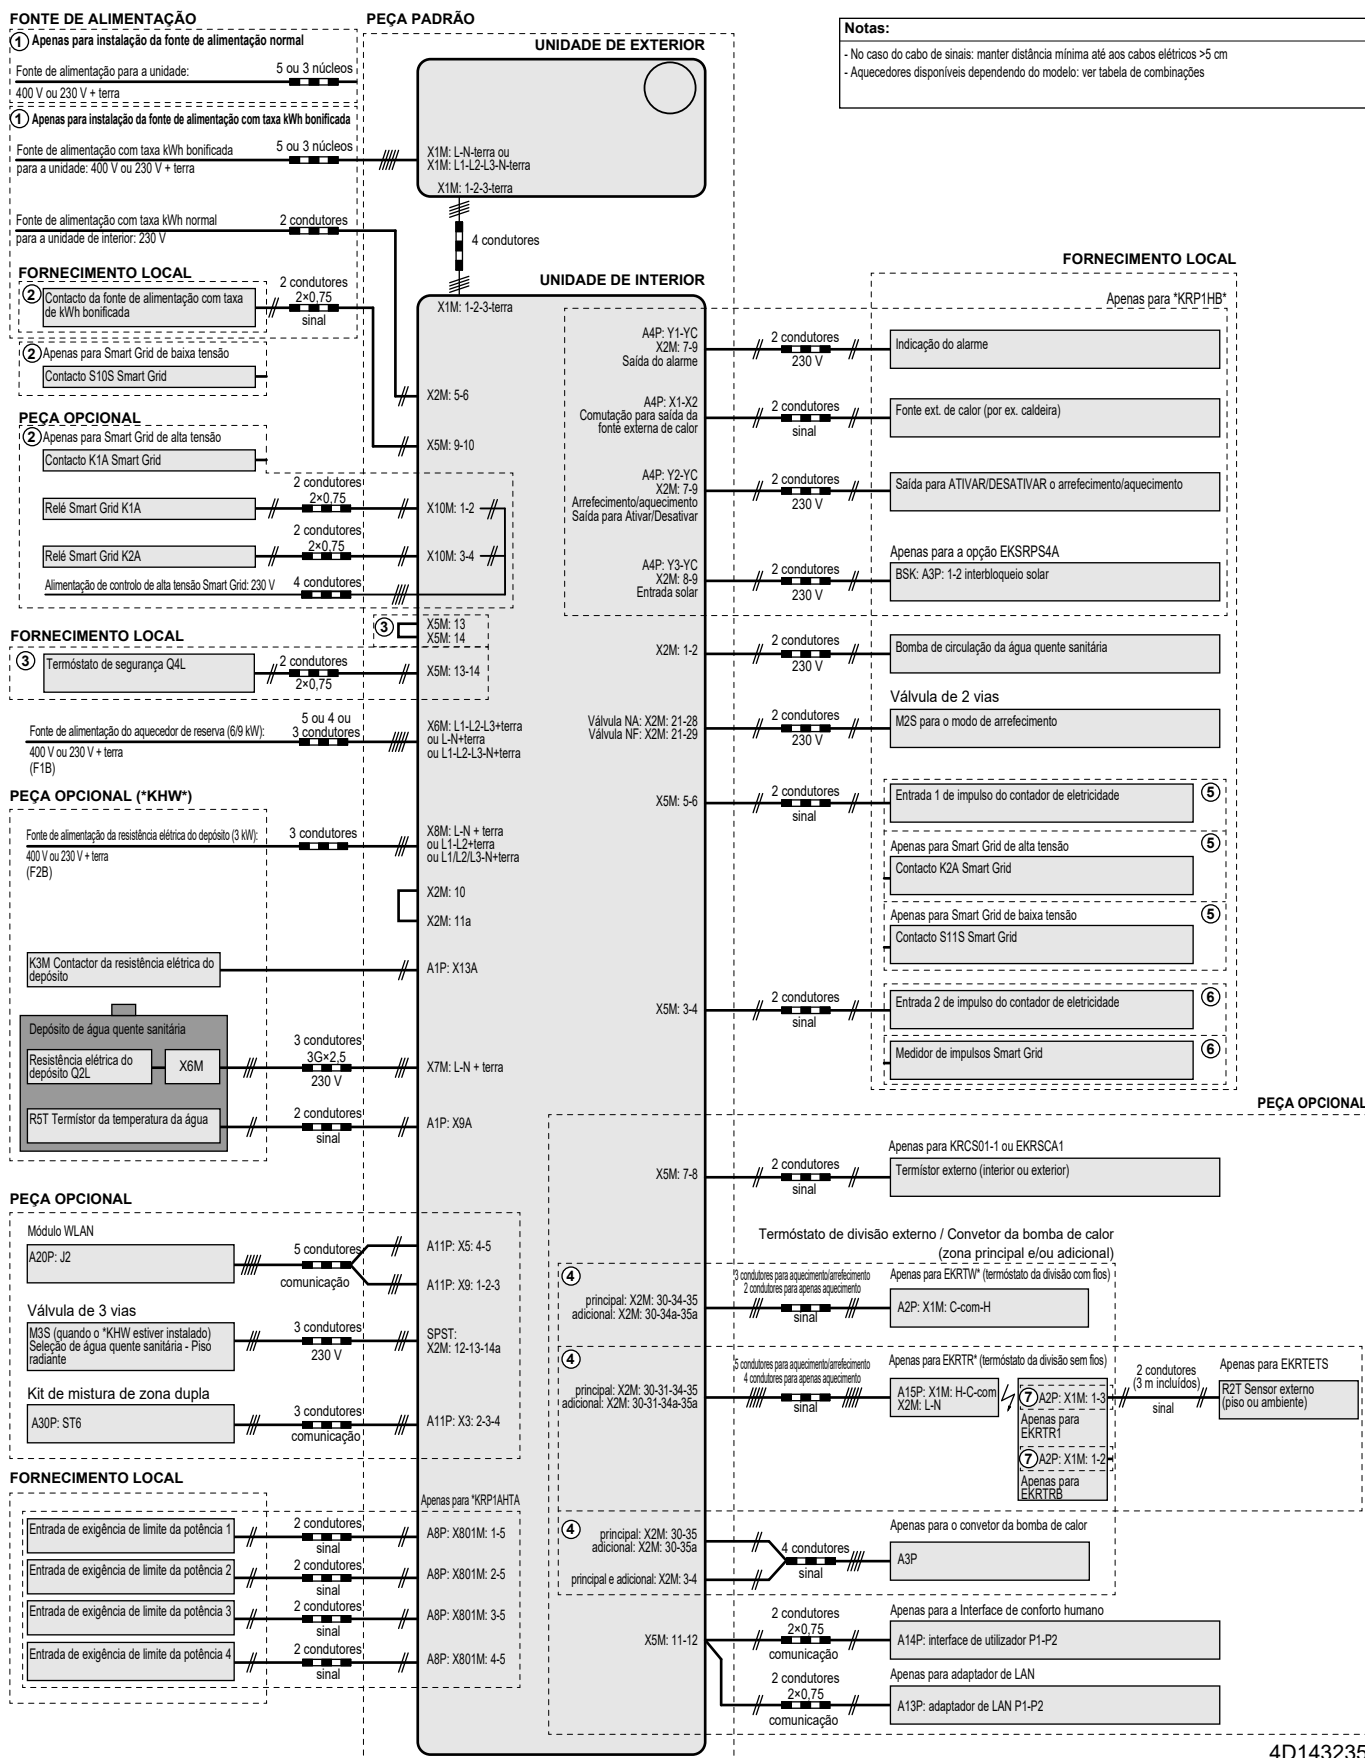 FONTE DE ALIMENTAÇÃO
1 Apenas para instalação da fonte de alimentação normal
Fonte de alimentação para a unidade:
5 ou 3 núcleos
400 V ou 230 V + terra
1 Apenas para instalação da fonte de alimentação com taxa kWh bonificada
Fonte de alimentação com taxa kWh bonificada
5 ou 3 núcleos
para a unidade: 400 V ou 230 V + terra
Fonte de alimentação com taxa kWh normal
2 condutores
para a unidade de interior: 230 V
FORNECIMENTO LOCAL
2 Contacto da fonte de alimentação com taxa
de kWh bonificada
2 condutores
2×0,75
sinal
2 Apenas para Smart Grid de baixa tensão
Contacto S10S Smart Grid
PEÇA OPCIONAL
2 Apenas para Smart Grid de alta tensão
Contacto K1A Smart Grid
2 condutores
2×0,75
Relé Smart Grid K1A
2 condutores
2×0,75
Relé Smart Grid K2A
Alimentação de controlo de alta tensão Smart Grid: 230 V
4 condutores
FORNECIMENTO LOCAL
3 Termóstato de segurança Q4L
2 condutores
2×0,75
Fonte de alimentação do aquecedor de reserva (6/9 kW):
5 ou 4 ou
3 condutores
400 V ou 230 V + terra
(F1B)
PEÇA OPCIONAL (*KHW*)
Fonte de alimentação da resistência elétrica do depósito (3 kW):
3 condutores
400 V ou 230 V + terra
(F2B)
K3M Contactor da resistência elétrica do
depósito
Depósito de água quente sanitária
Resistência elétrica do
depósito Q2L
X6M
3 condutores
3G×2,5
230 V
R5T Termístor da temperatura da água
2 condutores
sinal
PEÇA OPCIONAL
Módulo WLAN
A20P: J2
5 condutores
comunicação
Válvula de 3 vias
M3S (quando o *KHW estiver instalado)
Seleção de água quente sanitária - Piso
radiante
3 condutores
230 V
Kit de mistura de zona dupla
A30P: ST6
3 condutores
comunicação
FORNECIMENTO LOCAL
Entrada de exigência de limite da potência 1
2 condutores
sinal
Entrada de exigência de limite da potência 2
2 condutores
sinal
Entrada de exigência de limite da potência 3
2 condutores
sinal
Entrada de exigência de limite da potência 4
2 condutores
sinal
PEÇA PADRÃO
UNIDADE DE EXTERIOR
X1M: L-N-terra ou
X1M: L1-L2-L3-N-terra
X1M: 1-2-3-terra
4 condutores
UNIDADE DE INTERIOR
X1M: 1-2-3-terra
X2M: 5-6
X5M: 9-10
X10M: 1-2
X10M: 3-4
3
X5M: 13
X5M: 14
X5M: 13-14
X6M: L1-L2-L3+terra
ou L-N+terra
ou L1-L2-L3-N+terra
X8M: L-N + terra
ou L1-L2+terra
ou L1/L2/L3-N+terra
X2M: 10
X2M: 11a
A1P: X13A
X7M: L-N + terra
A1P: X9A
A11P: X5: 4-5
A11P: X9: 1-2-3
SPST:
X2M: 12-13-14a
A11P: X3: 2-3-4
Apenas para *KRP1AHTA
A8P: X801M: 1-5
A8P: X801M: 2-5
A8P: X801M: 3-5
A8P: X801M: 4-5
Notas:
- No caso do cabo de sinais: manter distância mínima até aos cabos elétricos >5 cm
- Aquecedores disponíveis dependendo do modelo: ver tabela de combinações
FORNECIMENTO LOCAL
Apenas para *KRP1HB*
A4P: Y1-YC
X2M: 7-9
Saída do alarme
2 condutores
230 V
Indicação do alarme
A4P: X1-X2
Comutação para saída da
fonte externa de calor
2 condutores
sinal
Fonte ext. de calor (por ex. caldeira)
A4P: Y2-YC
X2M: 7-9
Arrefecimento/aquecimento
Saída para Ativar/Desativar
2 condutores
230 V
Saída para ATIVAR/DESATIVAR o arrefecimento/aquecimento
Apenas para a opção EKSRPS4A
A4P: Y3-YC
X2M: 8-9
Entrada solar
2 condutores
230 V
BSK: A3P: 1-2 interbloqueio solar
X2M: 1-2
2 condutores
230 V
Bomba de circulação da água quente sanitária
Válvula de 2 vias
Válvula NA: X2M: 21-28
Válvula NF: X2M: 21-29
2 condutores
230 V
M2S para o modo de arrefecimento
X5M: 5-6
2 condutores
sinal
Entrada 1 de impulso do contador de eletricidade 5
Apenas para Smart Grid de alta tensão 5
Contacto K2A Smart Grid
Apenas para Smart Grid de baixa tensão 5
Contacto S11S Smart Grid
X5M: 3-4
2 condutores
sinal
Entrada 2 de impulso do contador de eletricidade 6
Medidor de impulsos Smart Grid 6
PEÇA OPCIONAL
Apenas para KRCS01-1 ou EKRSCA1
X5M: 7-8
2 condutores
sinal
Termístor externo (interior ou exterior)
Termóstato de divisão externo / Convetor da bomba de calor
(zona principal e/ou adicional)
4
principal: X2M: 30-34-35
adicional: X2M: 30-34a-35a
3 condutores para aquecimento/arrefecimento
2 condutores para apenas aquecimento
sinal
Apenas para EKRTW* (termóstato da divisão com fios)
A2P: X1M: C-com-H
4
principal: X2M: 30-31-34-35
adicional: X2M: 30-31-34a-35a
5 condutores para aquecimento/arrefecimento
4 condutores para apenas aquecimento
sinal
Apenas para EKRTR* (termóstato da divisão sem fios)
A15P: X1M: H-C-com
X2M: L-N
7 A2P: X1M: 1-3
Apenas para
EKRTR1
7 A2P: X1M: 1-2
Apenas para
EKRTRB
2 condutores
(3 m incluídos)
sinal
Apenas para EKRTETS
R2T Sensor externo
(piso ou ambiente)
4
principal: X2M: 30-35
adicional: X2M: 30-35a
principal e adicional: X2M: 3-4
4 condutores
sinal
Apenas para o convetor da bomba de calor
A3P
X5M: 11-12
2 condutores
2×0,75
comunicação
Apenas para a Interface de conforto humano
A14P: interface de utilizador P1-P2
2 condutores
2×0,75
comunicação
Apenas para adaptador de LAN
A13P: adaptador de LAN P1-P2
4D143235